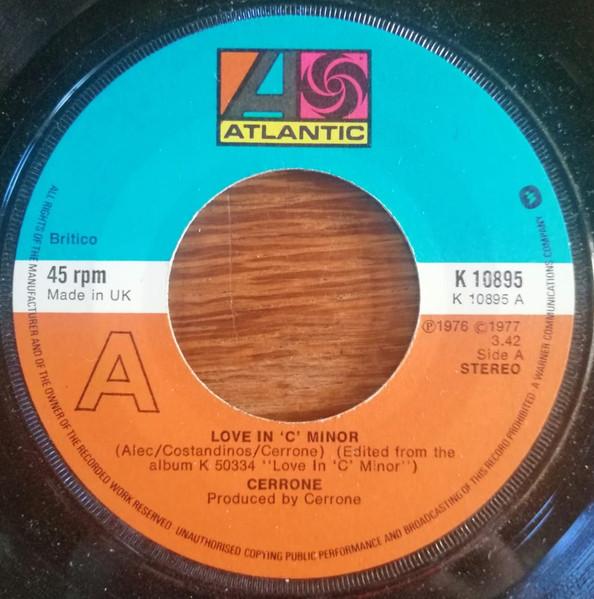 ATLANTIC
Britico
45 rpm
Made in UK
K 10895
K 10895 A
Ⓟ1976 ©1977
3.42
Side A
STEREO
A
LOVE IN 'C' MINOR
(Alec/Costandinos/Cerrone) (Edited from the
album K 50334 "Love In 'C' Minor")
CERRONE
Produced by Cerrone
ALL RIGHTS OF THE MANUFACTURER AND OF THE OWNER OF THE RECORDED WORK RESERVED UNAUTHORISED COPYING PUBLIC PERFORMANCE AND BROADCASTING OF THIS RECORD PROHIBITED A WARNER COMMUNICATIONS COMPANY